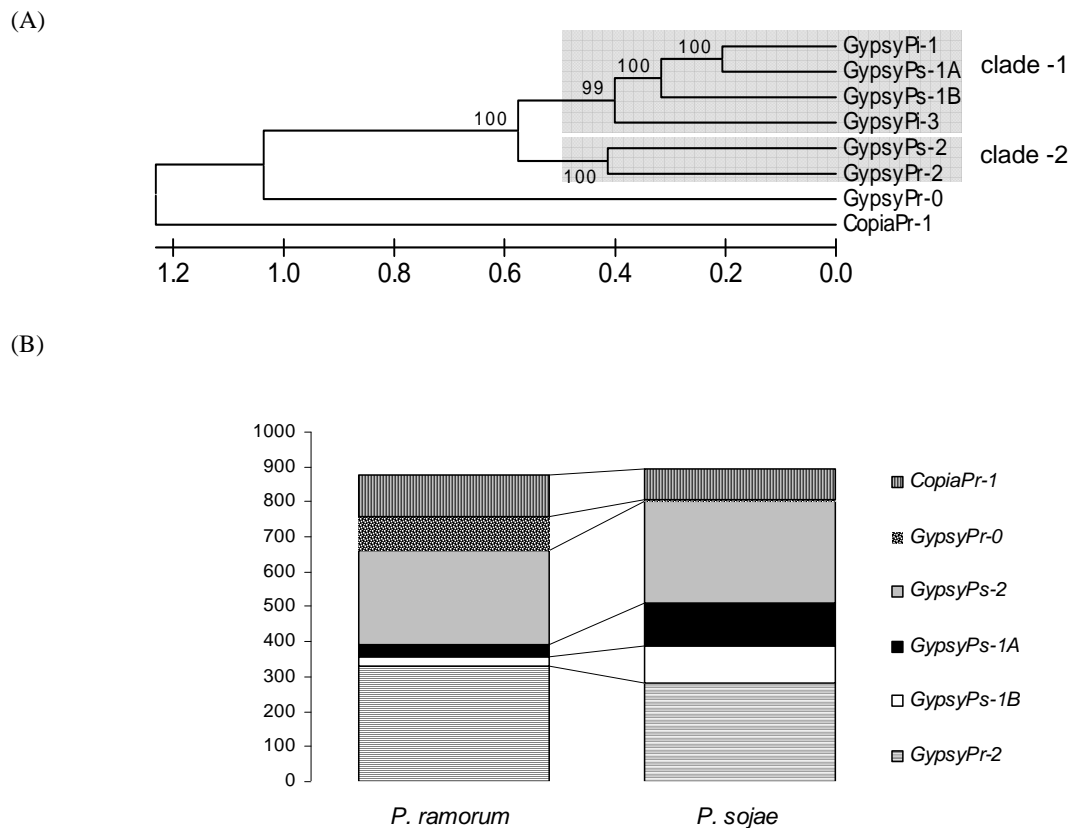 (A)
100
GypsyPi-1
100
GypsyPs-1A
clade -1
99
GypsyPs-1B
100
GypsyPi-3
GypsyPs-2
clade -2
100
GypsyPr-2
GypsyPr-0
CopiaPr-1
1.2 1.0 0.8 0.6 0.4 0.2 0.0
(B)
1000
900
800
700
600
500
400
300
200
100
0
P. ramorum P. sojae
CopiaPr-1
GypsyPr-0
GypsyPs-2
GypsyPs-1A
GypsyPs-1B
GypsyPr-2